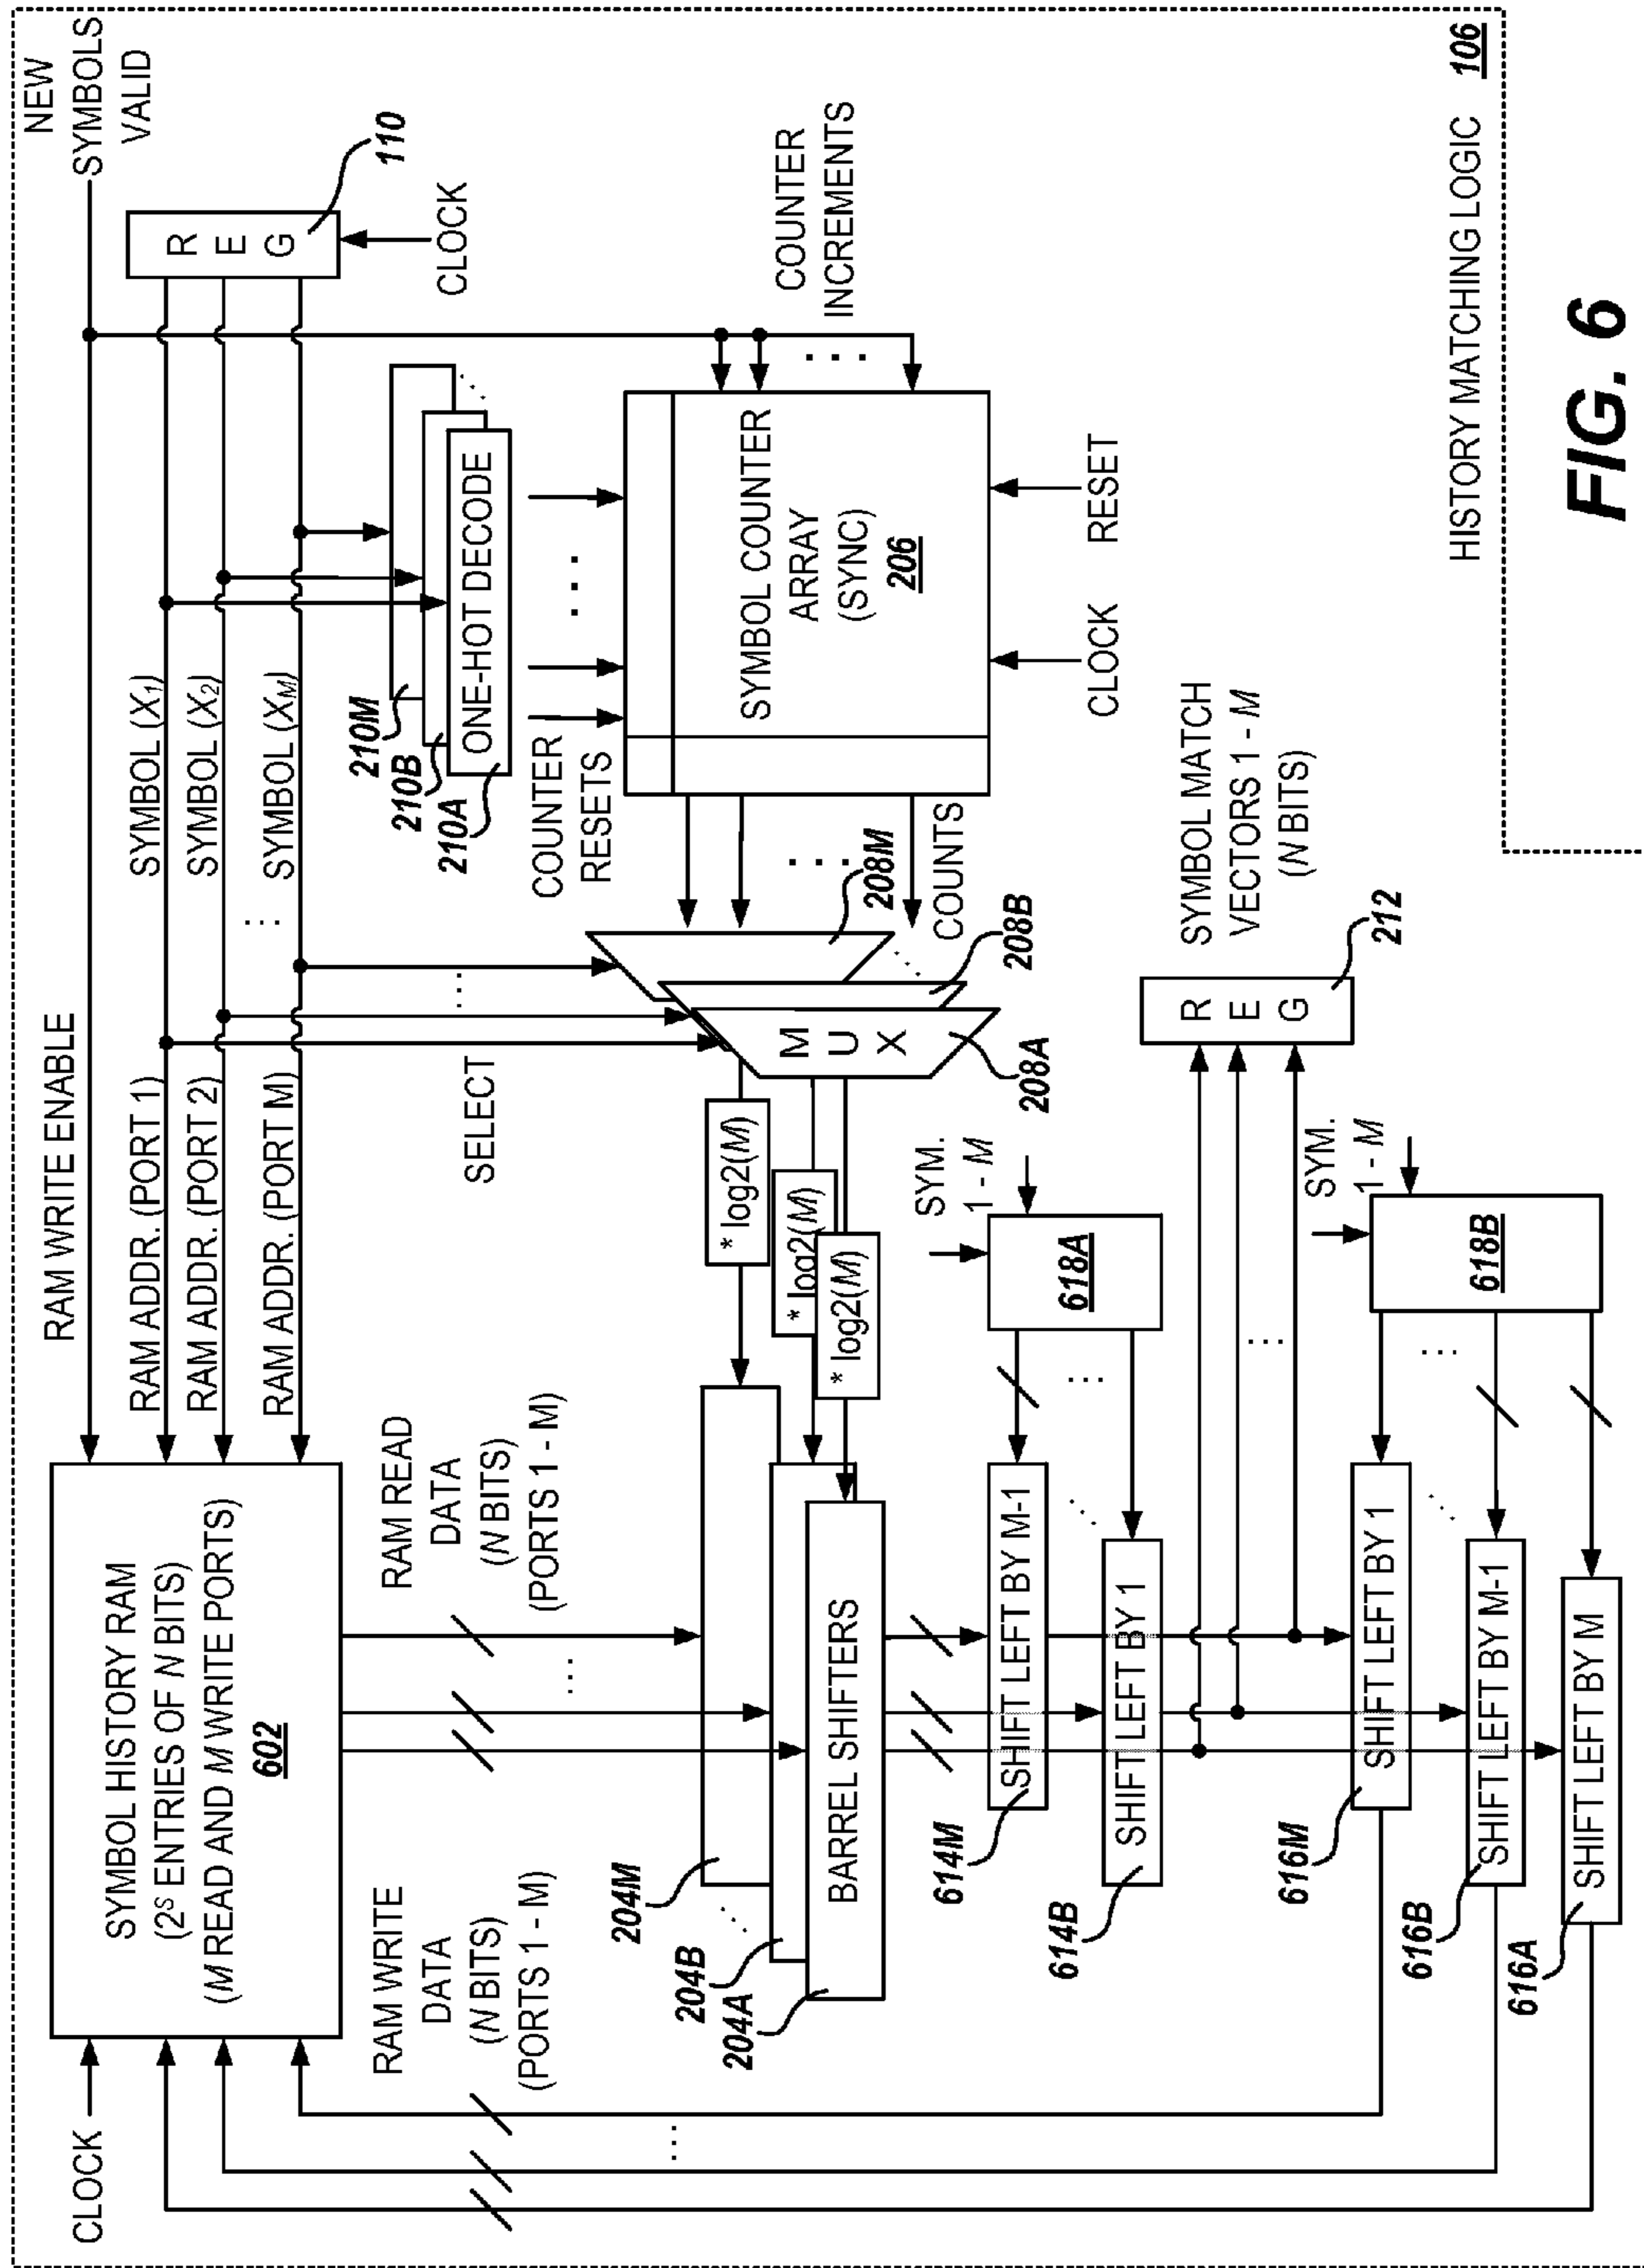 NEW
SYMBOLS
VALID
RAM WRITE ENABLE
CLOCK
SYMBOL HISTORY RAM
(2^S ENTRIES OF N BITS)
(M READ AND M WRITE PORTS)
602
RAM ADDR. (PORT 1)
RAM ADDR. (PORT 2)
RAM ADDR. (PORT M)
SYMBOL (X1)
SYMBOL (X2)
SYMBOL (XM)
...
REG
110
CLOCK
RAM WRITE
DATA
(N BITS)
(PORTS 1 - M)
RAM READ
DATA
(N BITS)
(PORTS 1 - M)
...
...
SELECT
...
210M
210B
210A
ONE-HOT DECODE
COUNTER
RESETS
...
SYMBOL COUNTER
ARRAY
(SYNC)
206
COUNTER
INCREMENTS
...
CLOCK
RESET
COUNTS
...
208M
208B
208A
MUX
* log2(M)
* log2(M)
* log2(M)
204M
204B
204A
BARREL SHIFTERS
614M
SHIFT LEFT BY M-1
614B
SHIFT LEFT BY 1
618A
SYM.
1 - M
...
SYMBOL MATCH
VECTORS 1 - M
(N BITS)
REG
212
...
616M
SHIFT LEFT BY 1
616B
SHIFT LEFT BY M-1
616A
SHIFT LEFT BY M
618B
SYM.
1 - M
...
HISTORY MATCHING LOGIC 106
FIG. 6